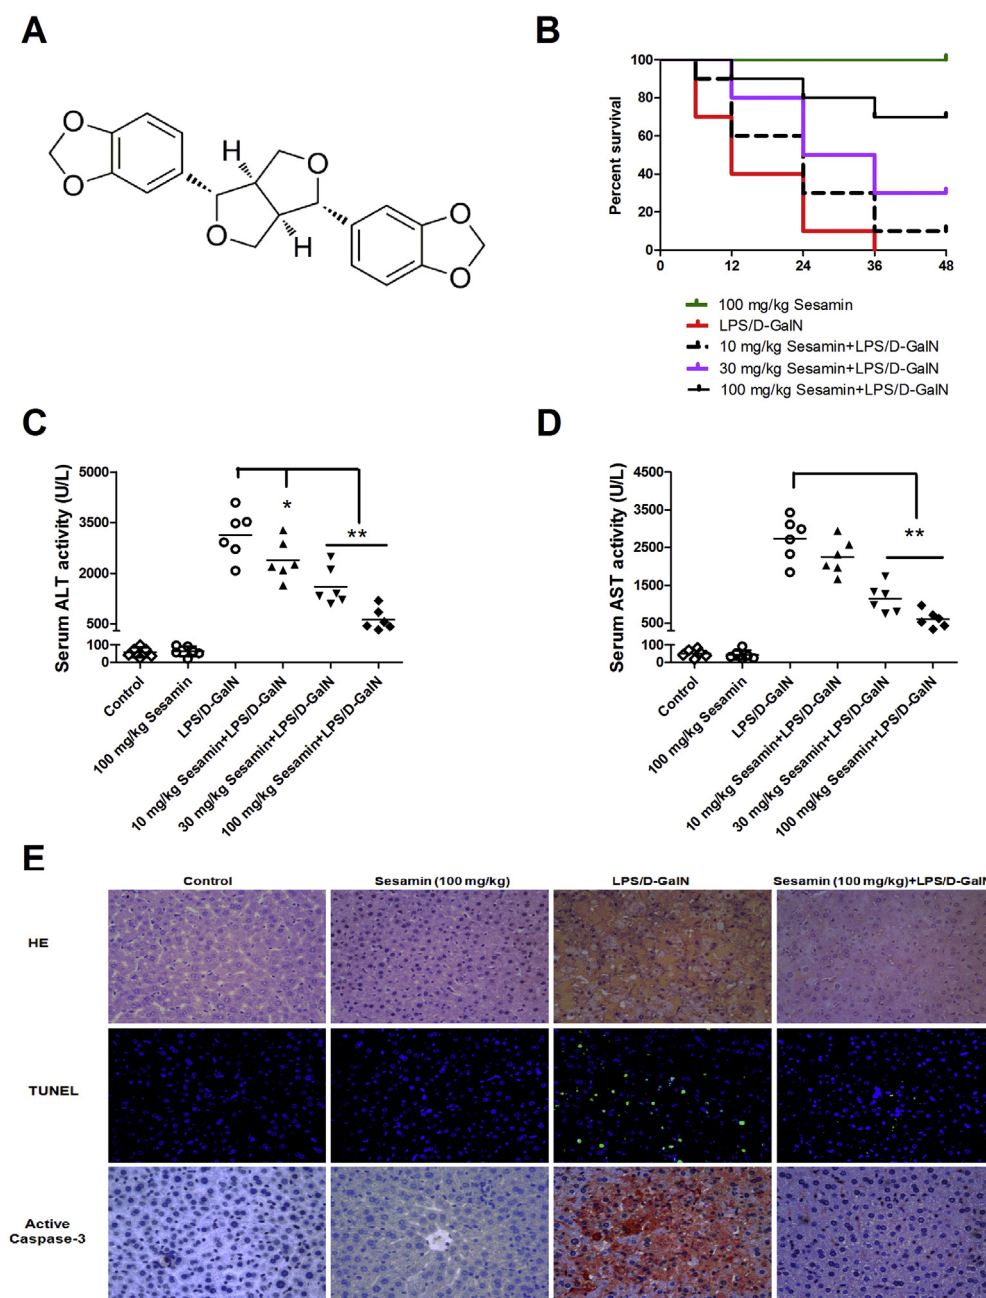 A
O
O
H
O
O
H
O
O
B
Percent survival
100
80
60
40
20
0
0 12 24 36 48
100 mg/kg Sesamin
LPS/D-GalN
10 mg/kg Sesamin+LPS/D-GalN
30 mg/kg Sesamin+LPS/D-GalN
100 mg/kg Sesamin+LPS/D-GalN
C
Serum ALT activity (U/L)
5000
3500
2000
500
100
0
*
**
Control
100 mg/kg Sesamin
LPS/D-GalN
10 mg/kg Sesamin+LPS/D-GalN
30 mg/kg Sesamin+LPS/D-GalN
100 mg/kg Sesamin+LPS/D-GalN
D
Serum AST activity (U/L)
4500
3500
2500
1500
500
100
0
**
Control
100 mg/kg Sesamin
LPS/D-GalN
10 mg/kg Sesamin+LPS/D-GalN
30 mg/kg Sesamin+LPS/D-GalN
100 mg/kg Sesamin+LPS/D-GalN
E
Control Sesamin (100 mg/kg) LPS/D-GalN Sesamin (100 mg/kg)+LPS/D-GalN
HE
TUNEL
Active
Caspase-3